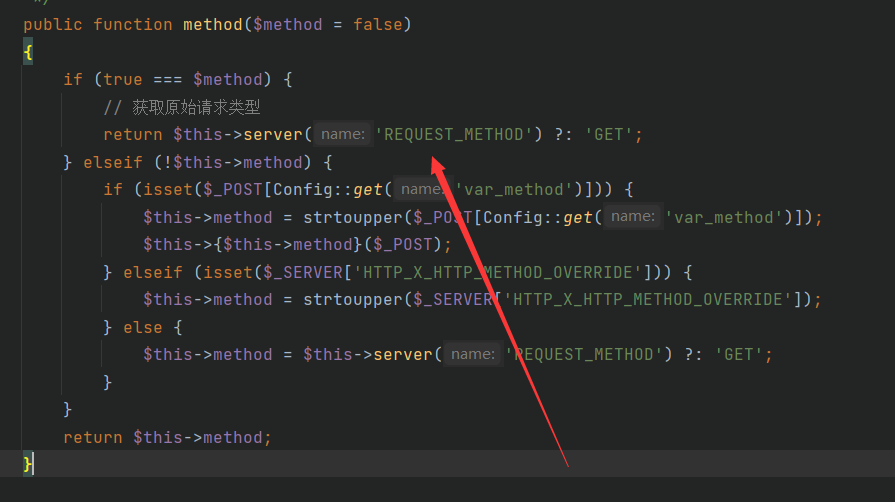 */
public function method($method = false)
{
if (true === $method) {
// 获取原始请求类型
return $this->server( name: 'REQUEST_METHOD') ?: 'GET';
} elseif (!$this->method) {
if (isset($_POST[Config::get( name: 'var_method')])) {
$this->method = strtoupper($_POST[Config::get( name: 'var_method')]);
$this->{$this->method}($_POST);
} elseif (isset($_SERVER['HTTP_X_HTTP_METHOD_OVERRIDE'])) {
$this->method = strtoupper($_SERVER['HTTP_X_HTTP_METHOD_OVERRIDE']);
} else {
$this->method = $this->server( name: 'REQUEST_METHOD') ?: 'GET';
}
}
return $this->method;
}